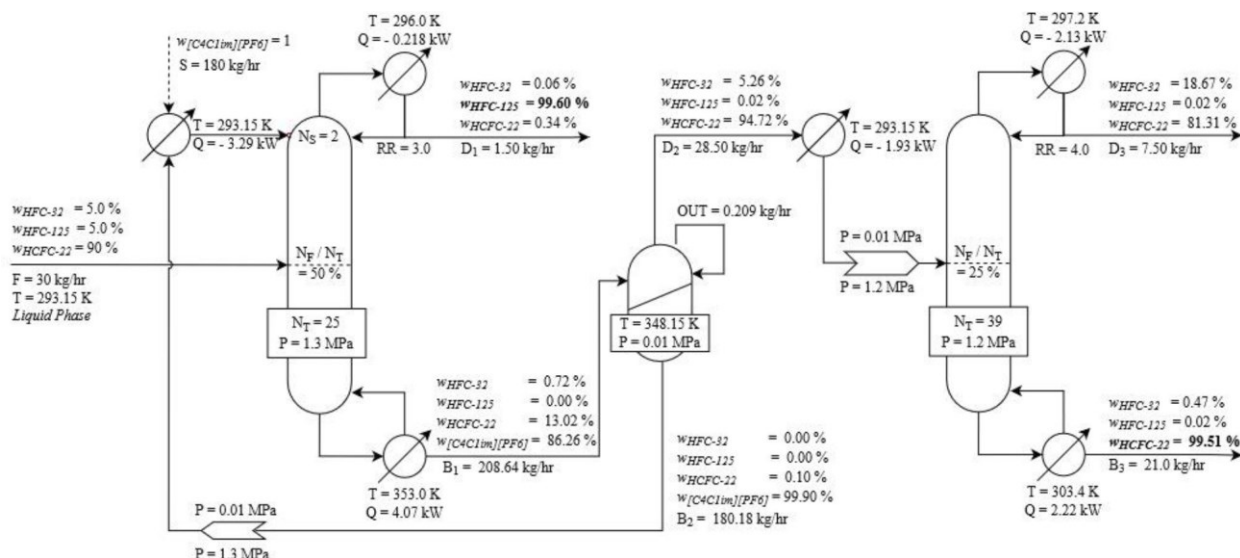 w[C4C1im][PF6] = 1
S = 180 kg/hr
T = 293.15 K
Q = - 3.29 kW
NS = 2
T = 296.0 K
Q = - 0.218 kW
wHFC-32 = 0.06 %
wHFC-125 = 99.60 %
wHCFC-22 = 0.34 %
RR = 3.0
D1 = 1.50 kg/hr
wHFC-32 = 5.0 %
wHFC-125 = 5.0 %
wHCFC-22 = 90 %
F = 30 kg/hr
T = 293.15 K
Liquid Phase
NF / NT
= 50 %
NT = 25
P = 1.3 MPa
wHFC-32 = 0.72 %
wHFC-125 = 0.00 %
wHCFC-22 = 13.02 %
w[C4C1im][PF6] = 86.26 %
B1 = 208.64 kg/hr
T = 353.0 K
Q = 4.07 kW
P = 0.01 MPa
P = 1.3 MPa
wHFC-32 = 5.26 %
wHFC-125 = 0.02 %
wHCFC-22 = 94.72 %
D2 = 28.50 kg/hr
OUT = 0.209 kg/hr
T = 348.15 K
P = 0.01 MPa
wHFC-32 = 0.00 %
wHFC-125 = 0.00 %
wHCFC-22 = 0.10 %
w[C4C1im][PF6] = 99.90 %
B2 = 180.18 kg/hr
T = 293.15 K
Q = - 1.93 kW
P = 0.01 MPa
P = 1.2 MPa
T = 297.2 K
Q = - 2.13 kW
wHFC-32 = 18.67 %
wHFC-125 = 0.02 %
wHCFC-22 = 81.31 %
RR = 4.0
D3 = 7.50 kg/hr
NF / NT
= 25 %
NT = 39
P = 1.2 MPa
wHFC-32 = 0.47 %
wHFC-125 = 0.02 %
wHCFC-22 = 99.51 %
B3 = 21.0 kg/hr
T = 303.4 K
Q = 2.22 kW